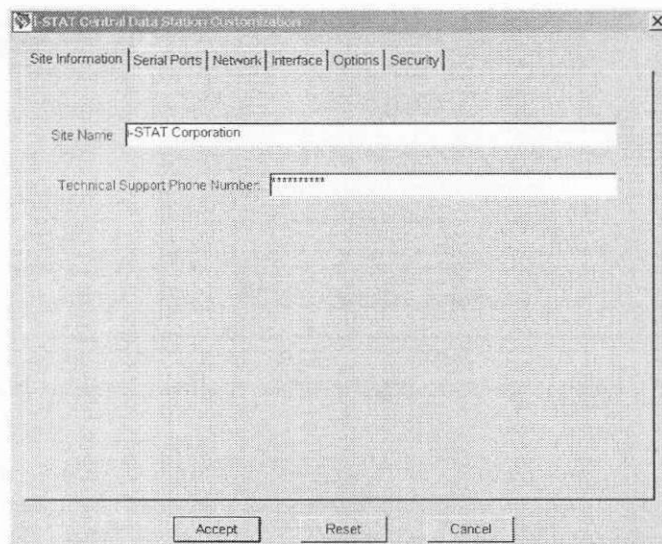 i-STAT Central Data Station Customization
Site Information Serial Ports Network Interface Options Security
Site Name i-STAT Corporation
Technical Support Phone Number: **********
Accept Reset Cancel